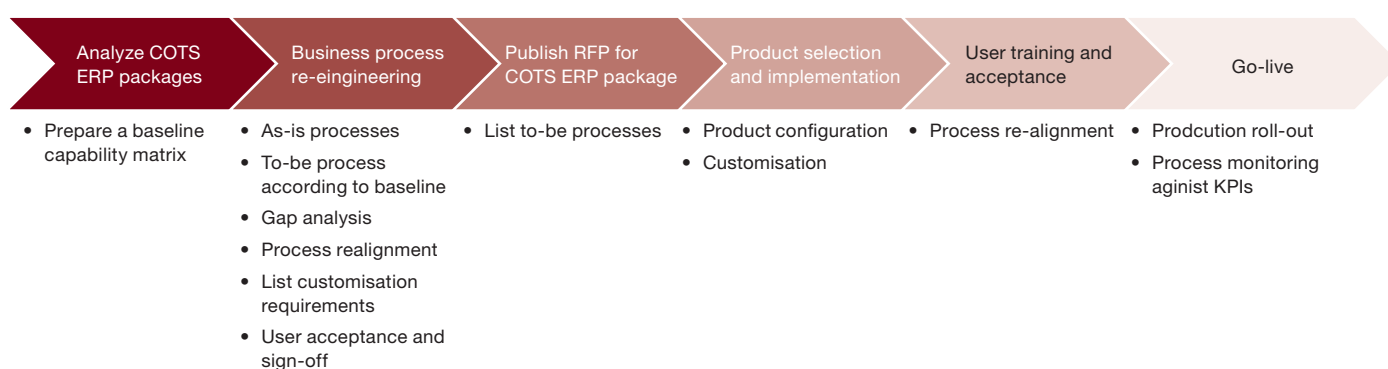 Analyze COTS
ERP packages
Business process
re-eingineering
Publish RFP for
COTS ERP package
Product selection
and implementation
User training and
acceptance
Go-live
• Prepare a baseline
capability matrix
• As-is processes
• To-be process
according to baseline
• Gap analysis
• Process realignment
• List customisation
requirements
• User acceptance and
sign-off
• List to-be processes
• Product configuration
• Customisation
• Process re-alignment
• Prodcution roll-out
• Process monitoring
aginist KPIs